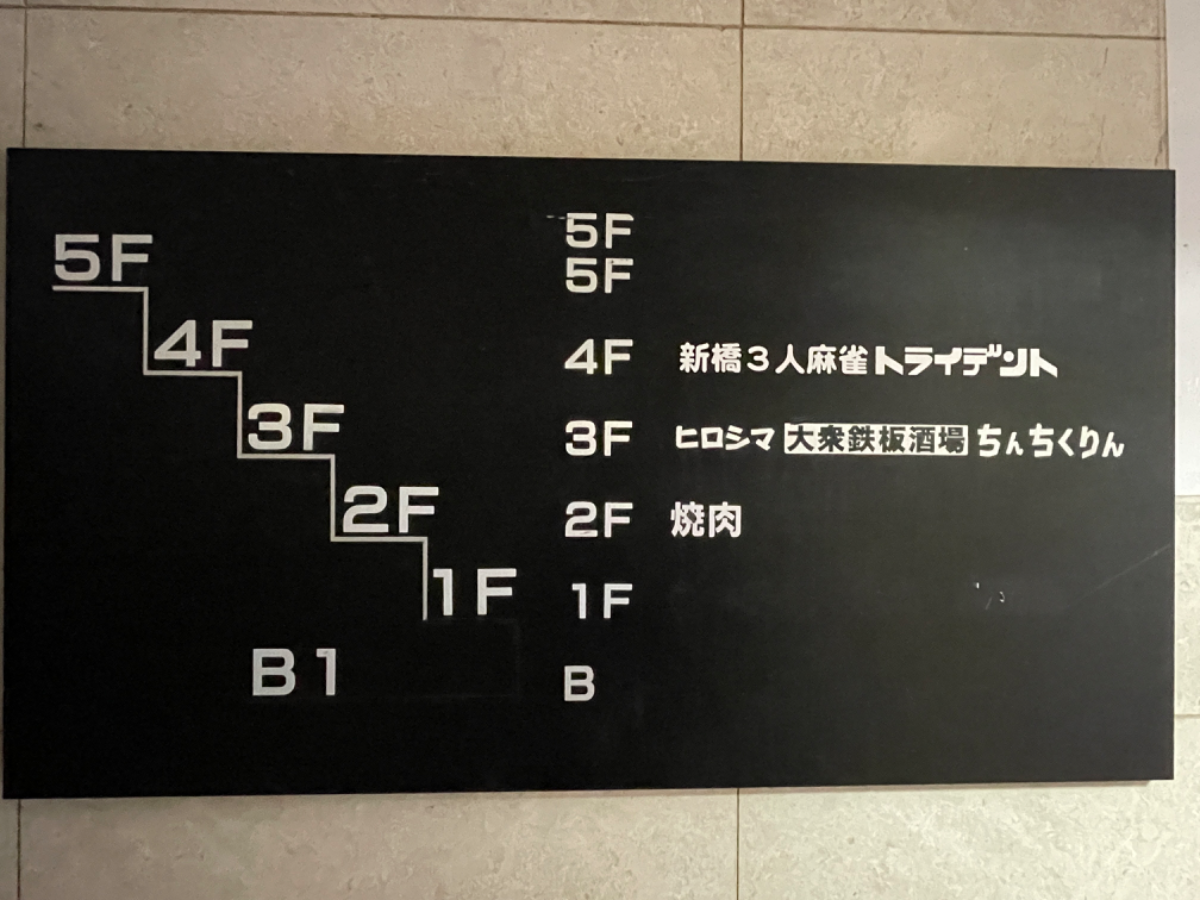 5F
4F
3F
2F
1F
B1
5F
5F
4F 新橋3人麻雀トライデント
3F ヒロシマ 大衆鉄板酒場 ちんちくりん
2F 焼肉
1F
B